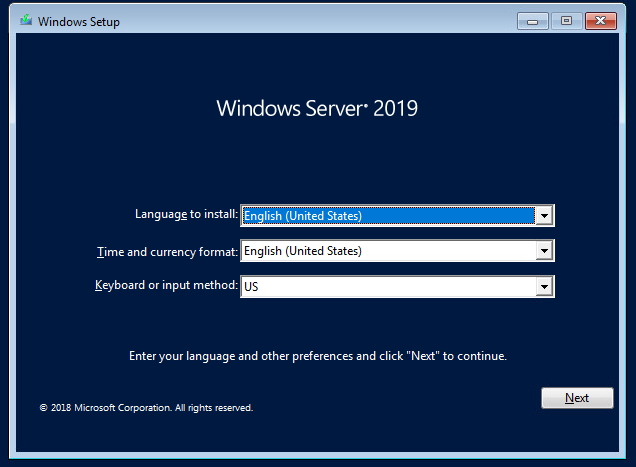 Windows Setup
Windows Server® 2019
Language to install: English (United States)
Time and currency format: English (United States)
Keyboard or input method: US
Enter your language and other preferences and click "Next" to continue.
Next
© 2018 Microsoft Corporation. All rights reserved.